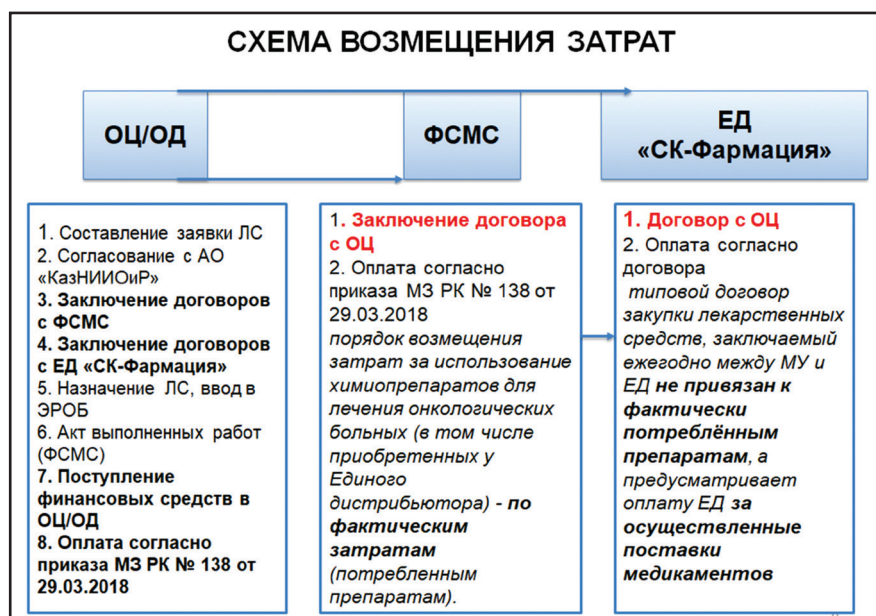 СХЕМА ВОЗМЕЩЕНИЯ ЗАТРАТ
ОЦ/ОД
ФСМС
ЕД
«СК-Фармация»
1. Составление заявки ЛС
2. Согласование с АО
«КазНИИОиР»
3. Заключение договоров
с ФСМС
4. Заключение договоров
с ЕД «СК-Фармация»
5. Назначение ЛС, ввод в
ЭРОБ
6. Акт выполненных работ
(ФСМС)
7. Поступление
финансовых средств в
ОЦ/ОД
8. Оплата согласно
приказа МЗ РК № 138 от
29.03.2018
1. Заключение договора
с ОЦ
2. Оплата согласно
приказа МЗ РК № 138 от
29.03.2018
порядок возмещения
затрат за использование
химиопрепаратов для
лечения онкологических
больных (в том числе
приобретенных у
Единого
дистрибьютора) - по
фактическим
затратам
(потребленным
препаратам).
1. Договор с ОЦ
2. Оплата согласно
договора
типовой договор
закупки лекарственных
средств, заключаемый
ежегодно между МУ и
ЕД не привязан к
фактически
потреблённым
препаратам, а
предусматривает
оплату ЕД за
осуществленные
поставки
медикаментов